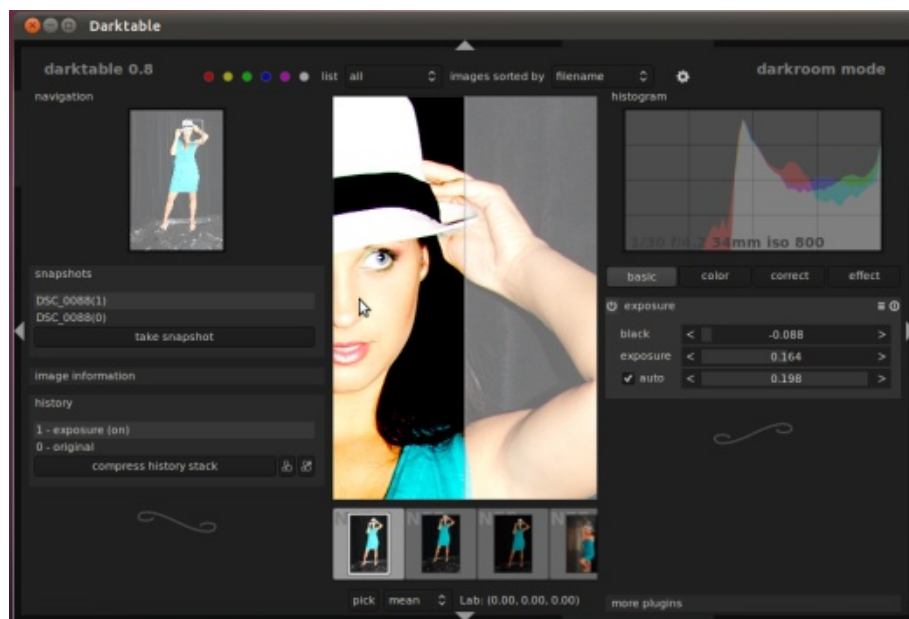 Darktable
darktable 0.8
list all images sorted by filename
darkroom mode
navigation
snapshots
DSC_0088(1)
DSC_0088(0)
take snapshot
image information
history
1 - exposure (on)
0 - original
compress history stack
pick mean Lab: (0.00, 0.00, 0.00)
histogram
1/30 f/4.2 34mm iso 800
basic color correct effect
exposure
black -0.088
exposure 0.164
auto 0.198
more plugins